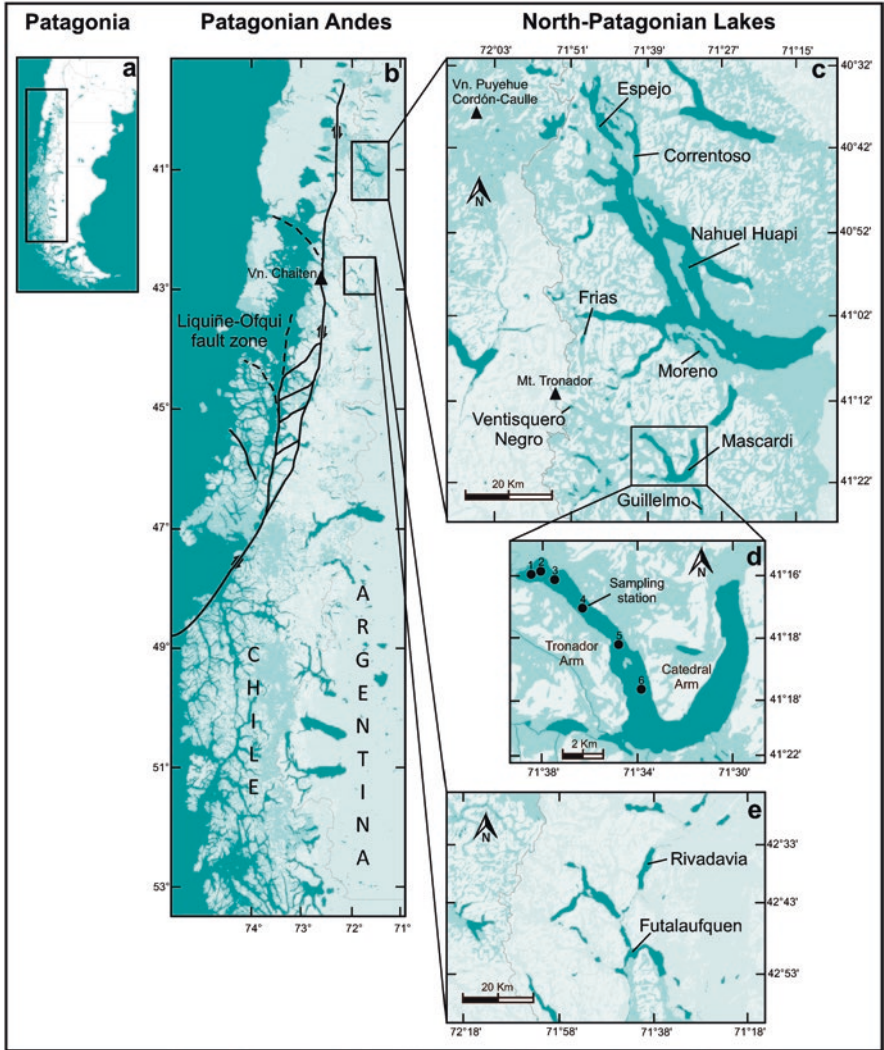 Patagonia
Patagonian Andes
North-Patagonian Lakes
a
b
41°
43°
45°
47°
49°
51°
53°
74°
73°
72°
71°
Vn. Chaiten
Liquiñe-Ofqui
fault zone
CHILE
ARGENTINA
c
72°03
71°51
71°39
71°27
71°15
40°32
40°42
40°52
41°02
41°12
41°22
Vn. Puyehue
Cordón-Caulle
N
Espejo
Correntoso
Nahuel Huapi
Frias
Moreno
Mt. Tronador
Ventisquero
Negro
Mascardi
Guillelmo
20 Km
d
N
1
2
3
4
5
6
Sampling
station
Tronador
Arm
Catedral
Arm
2 Km
41°16
41°18
41°18
41°22
71°38
71°34
71°30
e
N
Rivadavia
Futalaufquen
20 Km
42°33
42°43
42°53
72°18
71°58
71°38
71°18